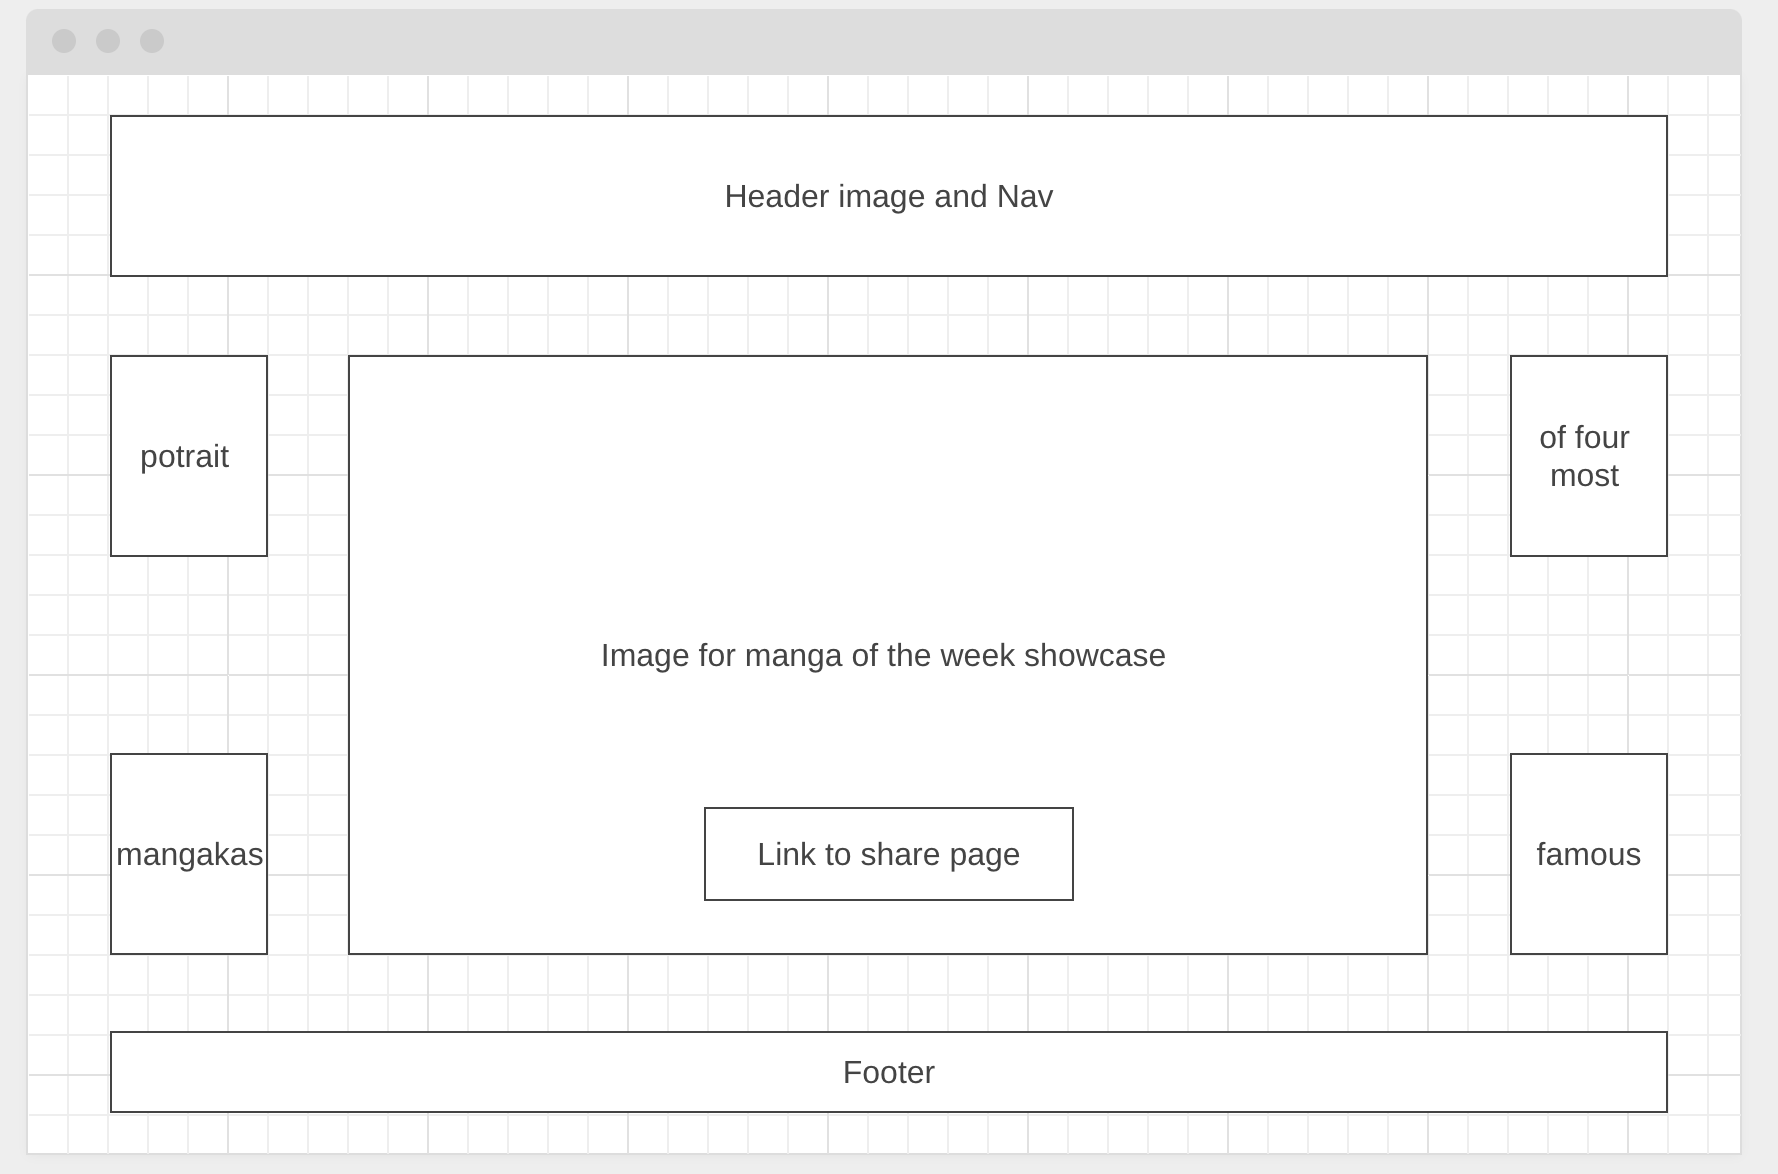 Header image and Nav
potrait
of four
most
Image for manga of the week showcase
mangakas
Link to share page
famous
Footer